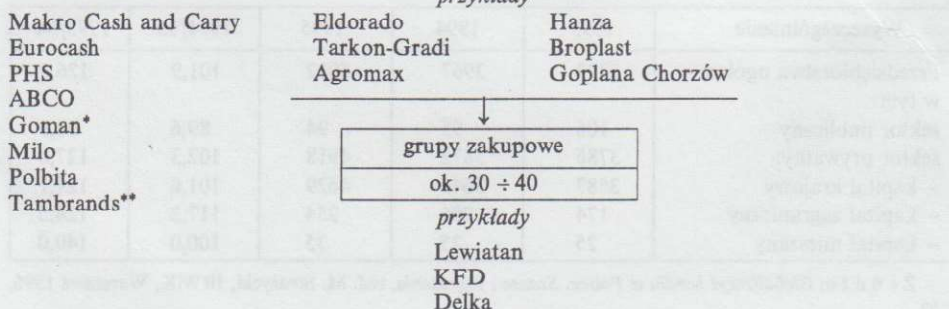 przykłady
Makro Cash and Carry
Eurocash
PHS
ABCO
Goman*
Milo
Polbita
Tambrands**
Eldorado
Tarkon-Gradi
Agromax
Hanza
Broplast
Goplana Chorzów
grupy zakupowe
ok. 30 ÷ 40
przykłady
Lewiatan
KFD
Delka